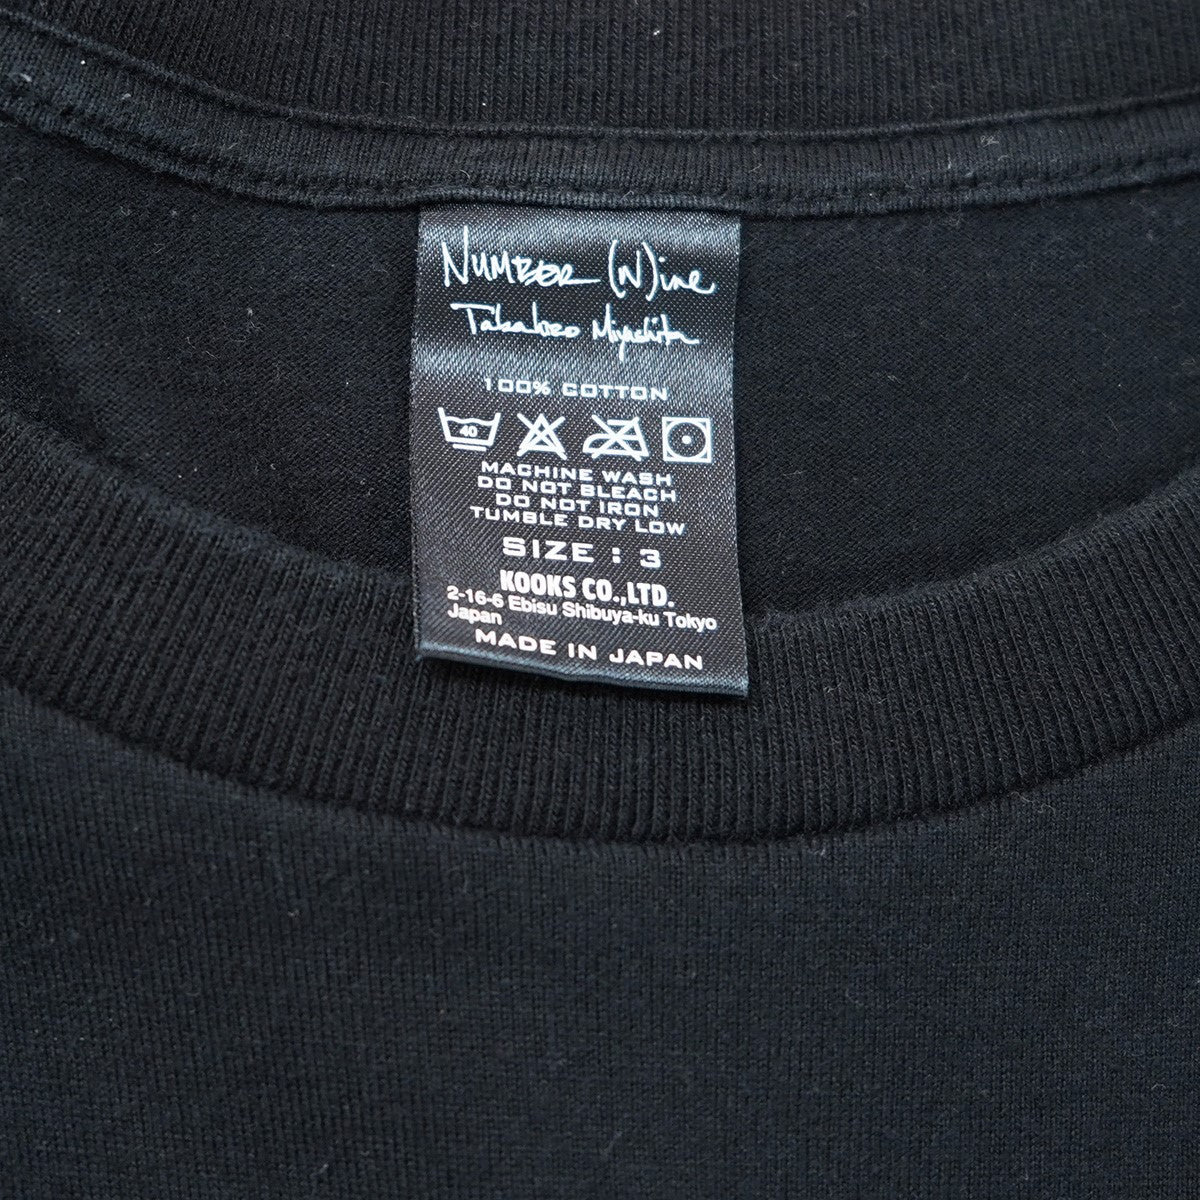 NUMBER (N)ine
Takahiro Miyashita
100% COTTON
40
MACHINE WASH
DO NOT BLEACH
DO NOT IRON
TUMBLE DRY LOW
SIZE : 3
KOOKS CO.,LTD.
2-16-6 Ebisu Shibuya-ku Tokyo
Japan
MADE IN JAPAN